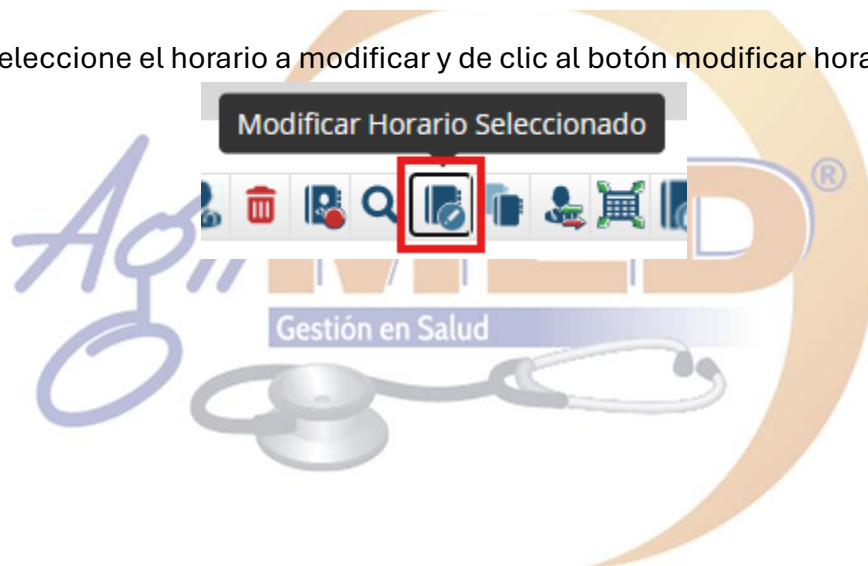 eleccione el horario a modificar y de clic al botón modificar hora
Modificar Horario Seleccionado
®
Gestión en Salud